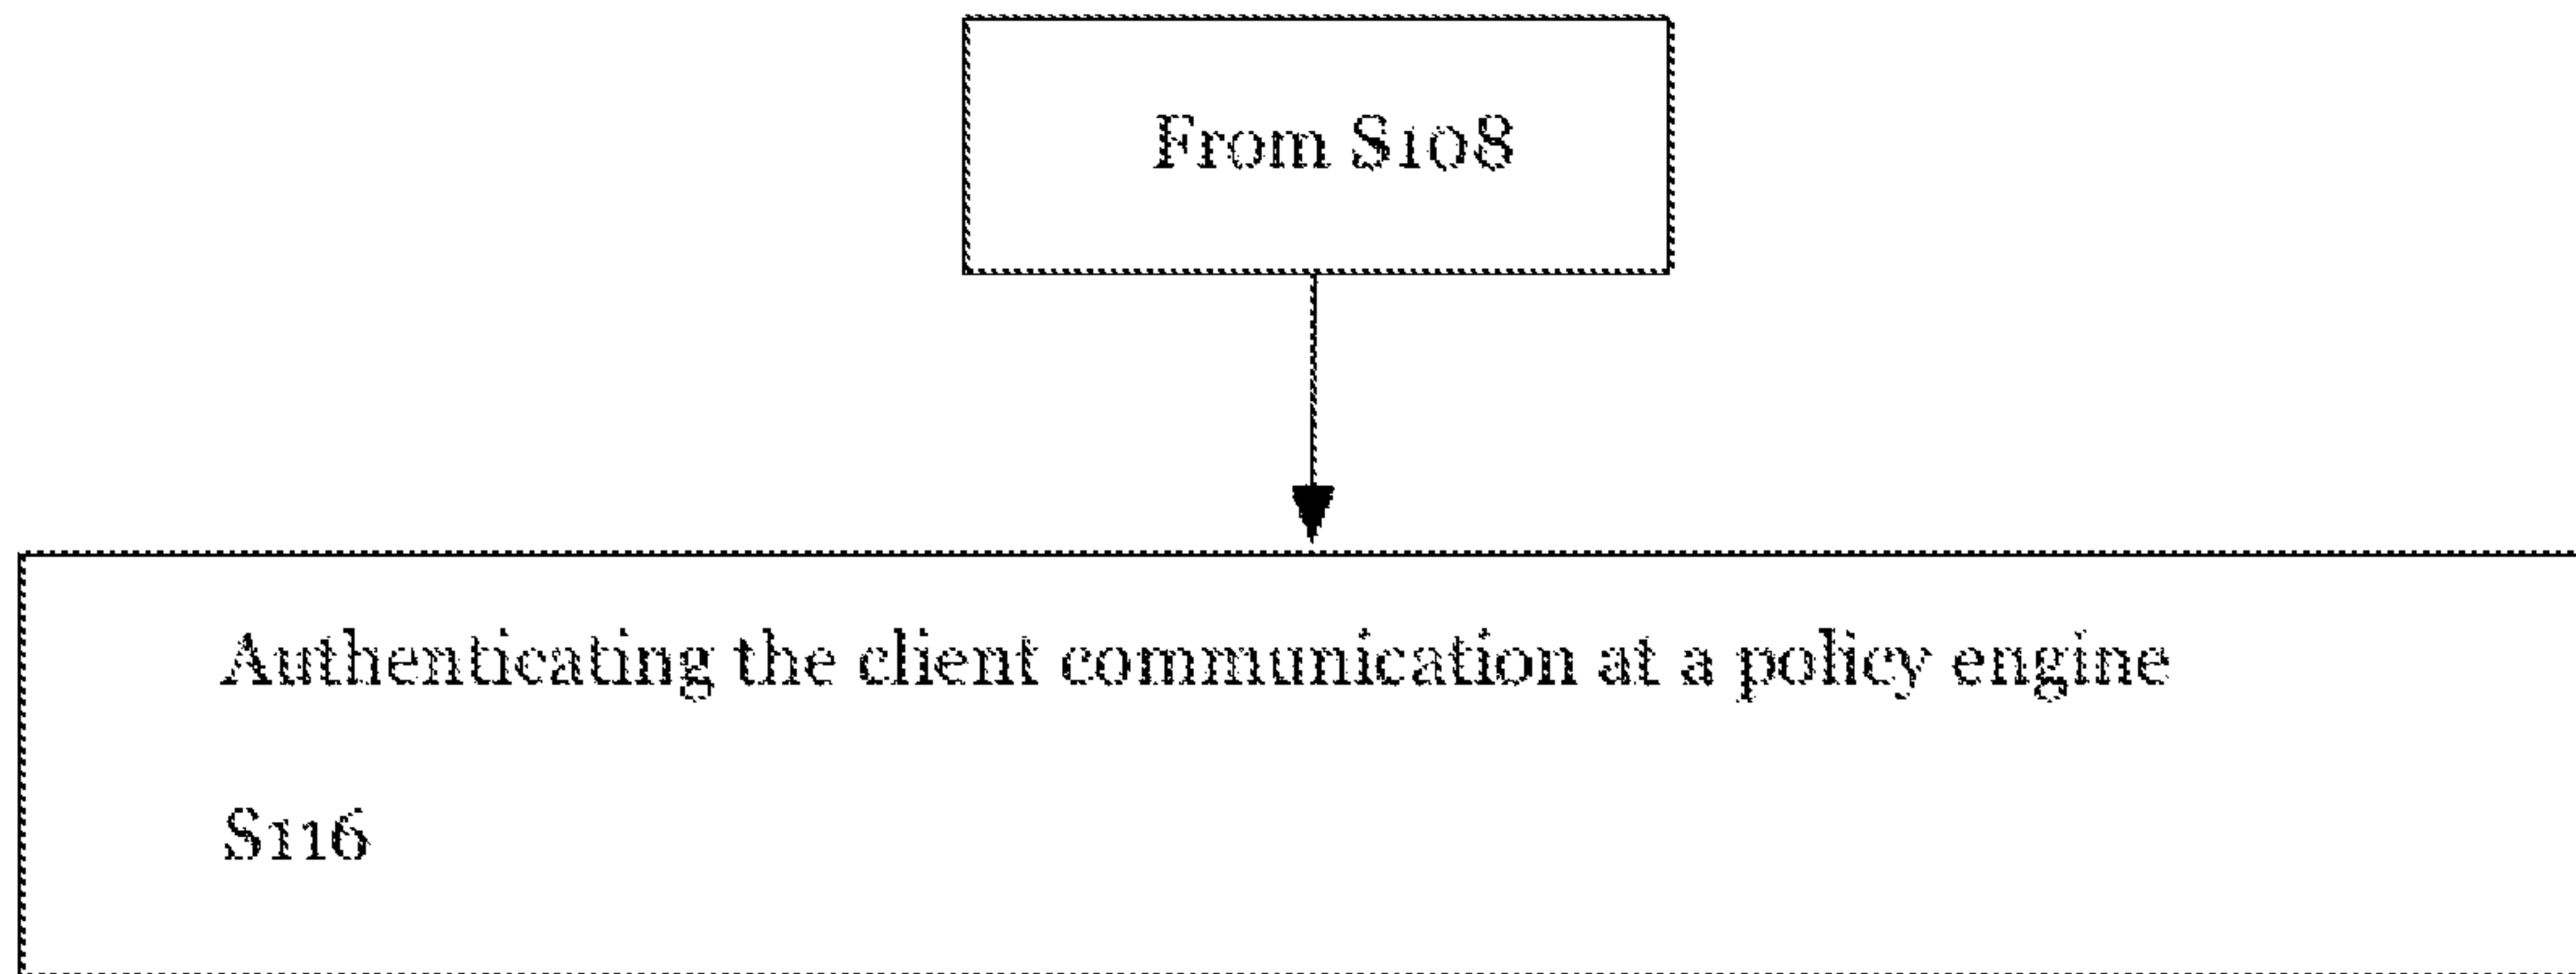 From S108
Authenticating the client communication at a policy engine
S116